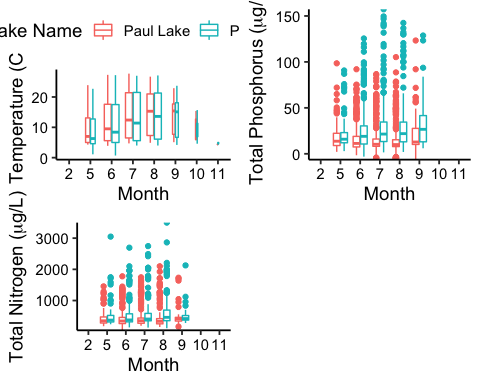 ake Name Paul Lake P
Temperature (C
20
10
0
2 5 6 7 8 9 10 11
Month
Total Phosphorus (μg/
150
100
50
0
2 5 6 7 8 9 10 11
Month
Total Nitrogen (μg/L)
3000
2000
1000
2 5 6 7 8 9 10 11
Month